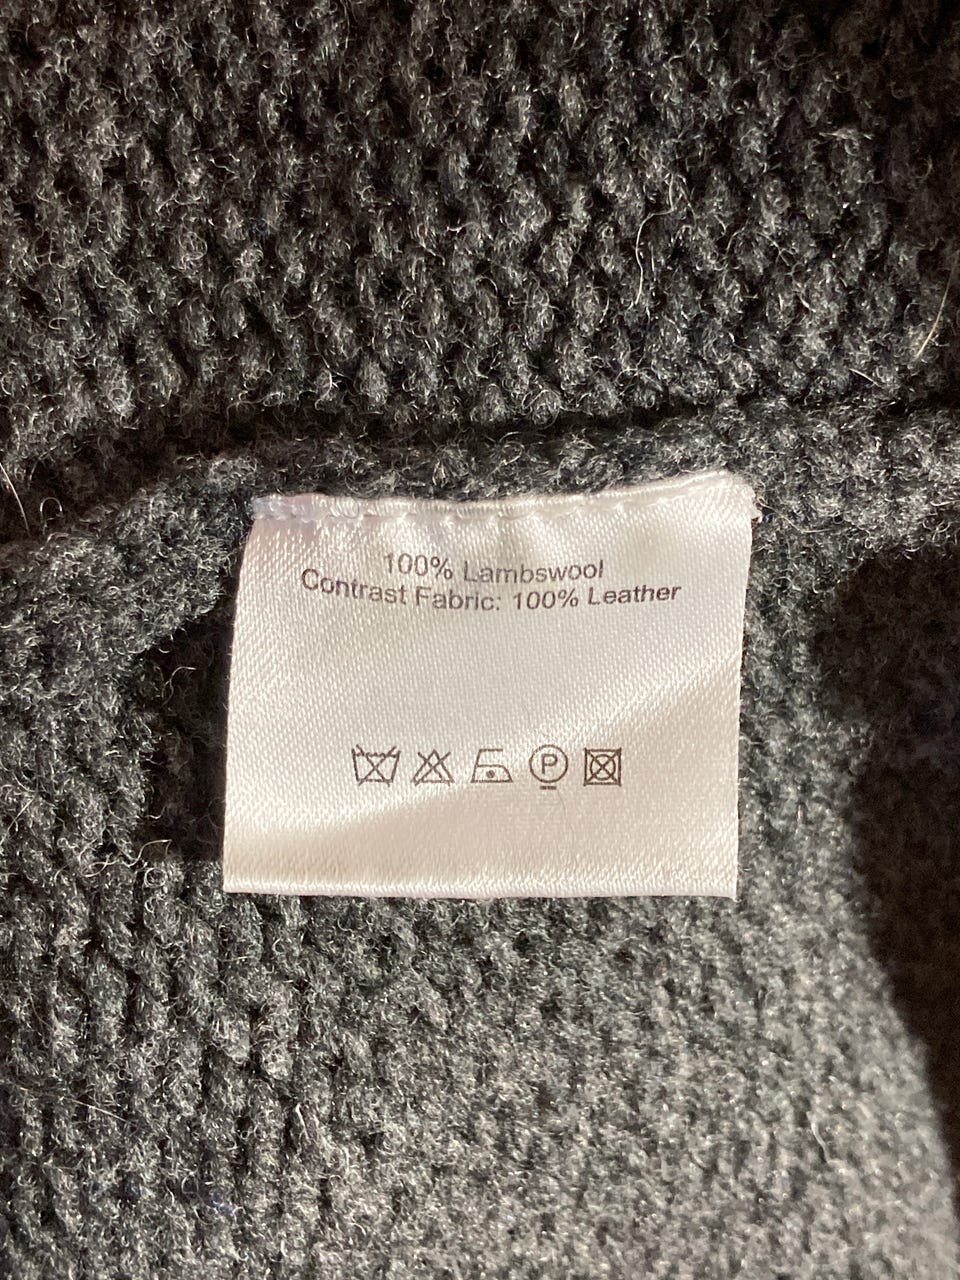 100% Lambswool
Contrast Fabric: 100% Leather
P